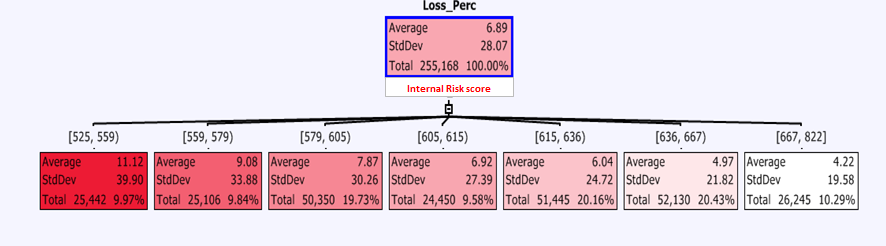 Loss_Perc
Average 6.89
StdDev 28.07
Total 255,168 100.00%
Internal Risk score
[525, 559) [559, 579) [579, 605) [605, 615) [615, 636) [636, 667) [667, 822]
Average 11.12 Average 9.08 Average 7.87 Average 6.92 Average 6.04 Average 4.97 Average 4.22
StdDev 39.90 StdDev 33.88 StdDev 30.26 StdDev 27.39 StdDev 24.72 StdDev 21.82 StdDev 19.58
Total 25,442 9.97% Total 25,106 9.84% Total 50,350 19.73% Total 24,450 9.58% Total 51,445 20.16% Total 52,130 20.43% Total 26,245 10.29%